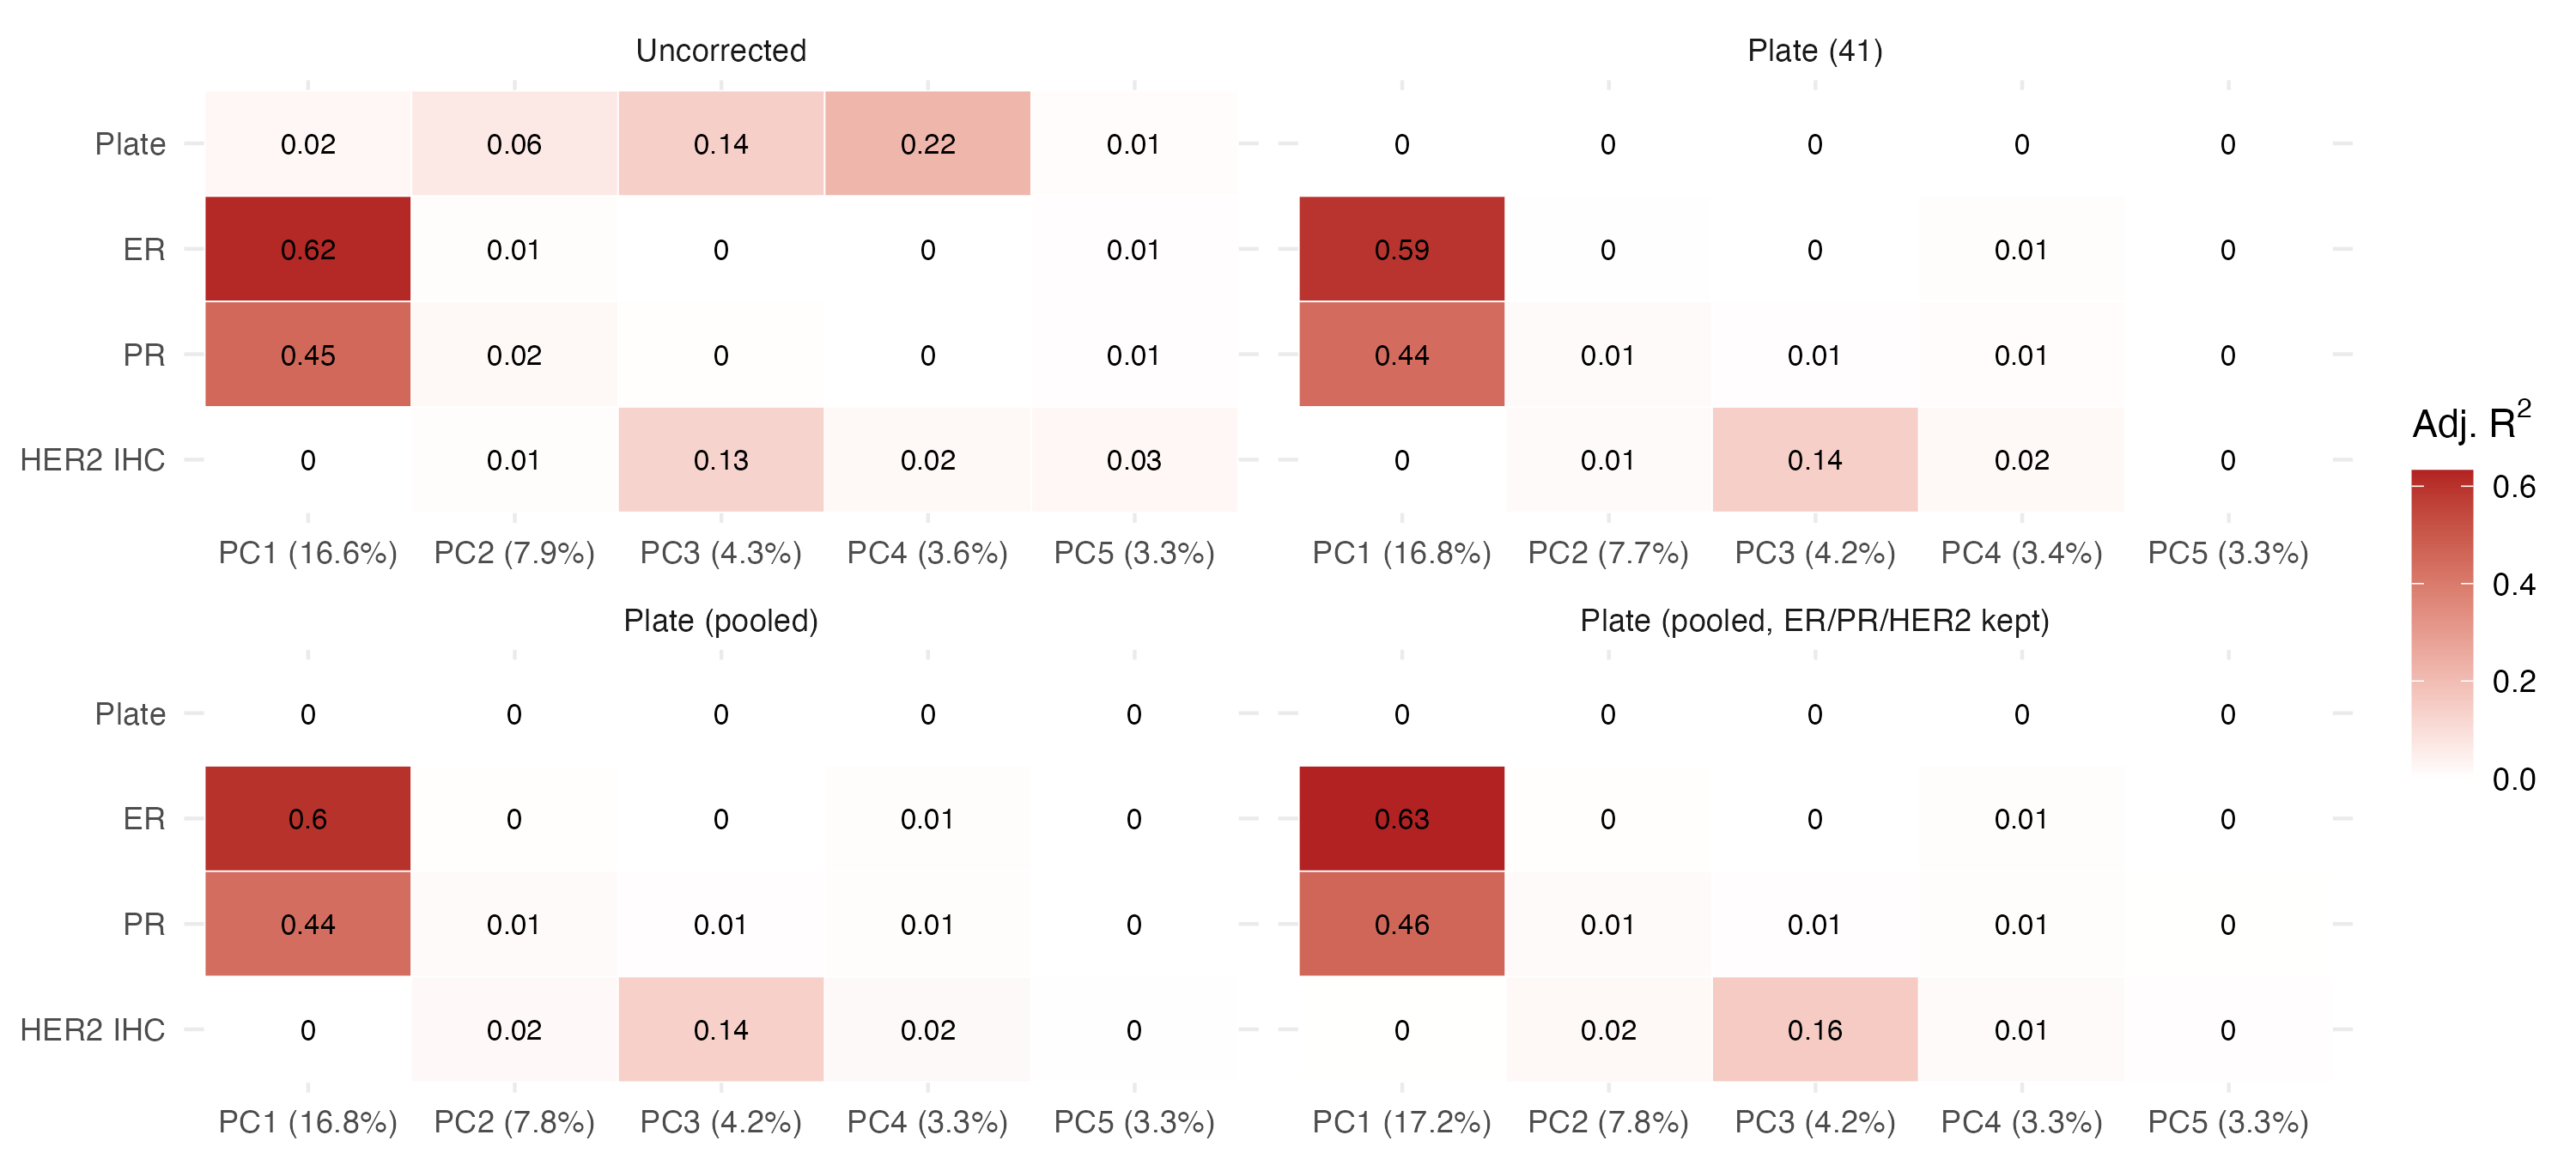 Uncorrected
Plate 0.02 0.06 0.14 0.22 0.01
ER 0.62 0.01 0 0 0.01
PR 0.45 0.02 0 0 0.01
HER2 IHC 0 0.01 0.13 0.02 0.03
PC1 (16.6%) PC2 (7.9%) PC3 (4.3%) PC4 (3.6%) PC5 (3.3%)
Plate (41)
0 0 0 0 0
0.59 0 0 0.01 0
0.44 0.01 0.01 0.01 0
0 0.01 0.14 0.02 0
PC1 (16.8%) PC2 (7.7%) PC3 (4.2%) PC4 (3.4%) PC5 (3.3%)
Plate (pooled)
Plate 0 0 0 0 0
ER 0.6 0 0 0.01 0
PR 0.44 0.01 0.01 0.01 0
HER2 IHC 0 0.02 0.14 0.02 0
PC1 (16.8%) PC2 (7.8%) PC3 (4.2%) PC4 (3.3%) PC5 (3.3%)
Plate (pooled, ER/PR/HER2 kept)
0 0 0 0 0
0.63 0 0 0.01 0
0.46 0.01 0.01 0.01 0
0 0.02 0.16 0.01 0
PC1 (17.2%) PC2 (7.8%) PC3 (4.2%) PC4 (3.3%) PC5 (3.3%)
Adj. R²
0.6
0.4
0.2
0.0